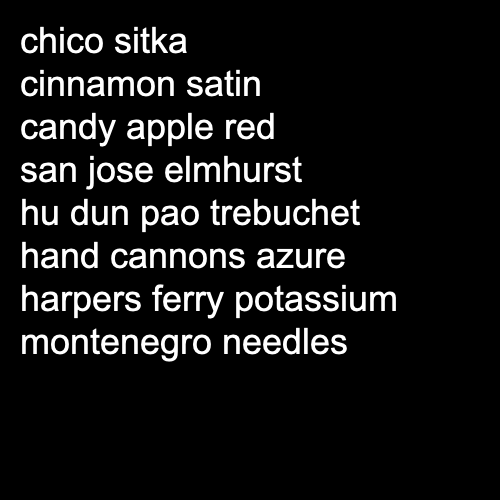 chico sitka
cinnamon satin
candy apple red
san jose elmhurst
hu dun pao trebuchet
hand cannons azure
harpers ferry potassium
montenegro needles